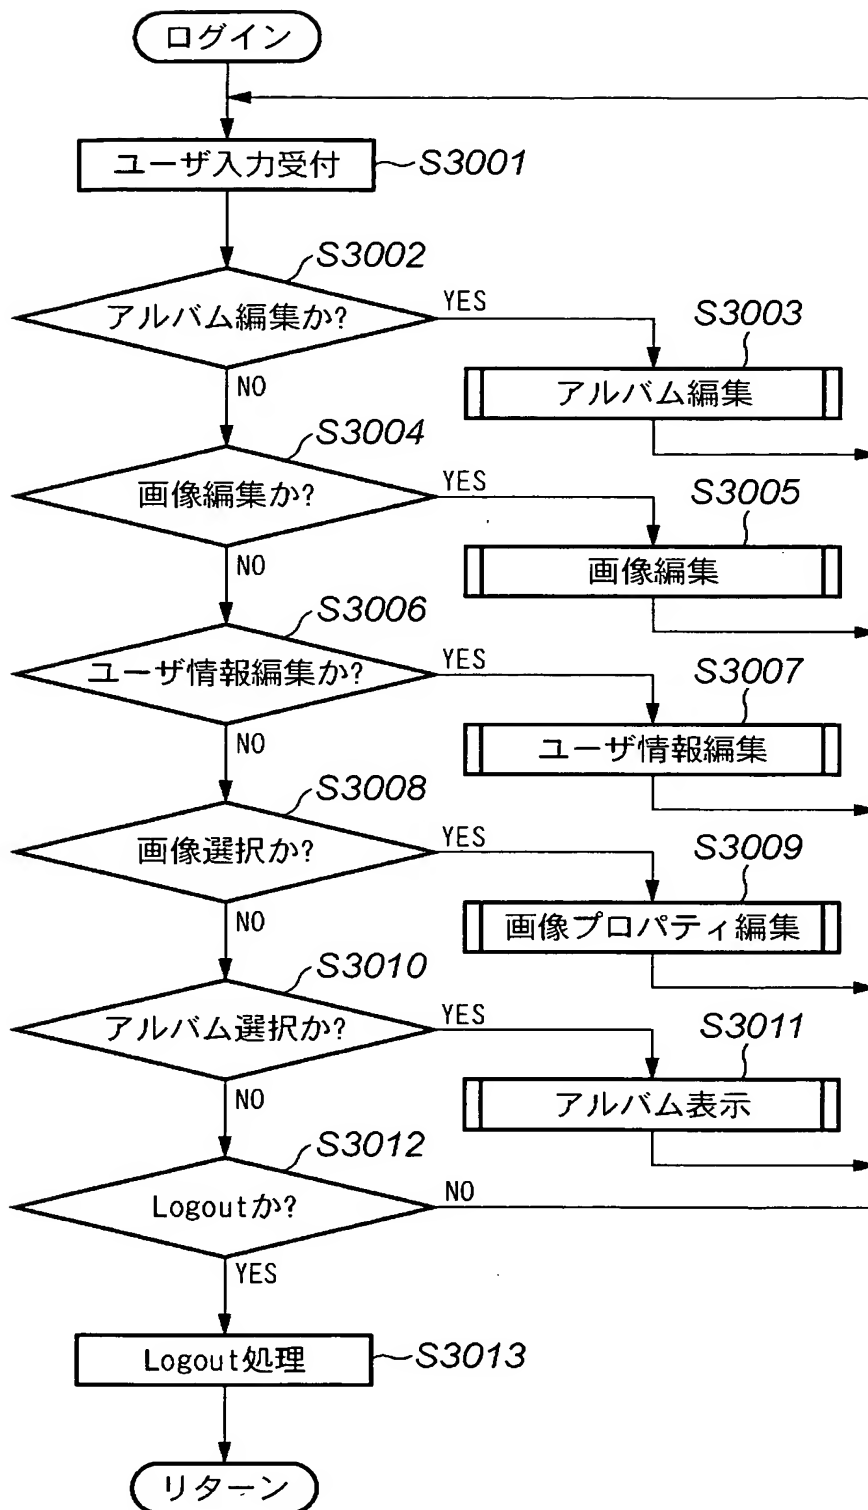 ログイン
ユーザ入力受付
S3001
S3002
アルバム編集か?
YES
S3003
アルバム編集
NO
S3004
画像編集か?
YES
S3005
画像編集
NO
S3006
ユーザ情報編集か?
YES
S3007
ユーザ情報編集
NO
S3008
画像選択か?
YES
S3009
画像プロパティ編集
NO
S3010
アルバム選択か?
YES
S3011
アルバム表示
NO
S3012
Logoutか?
NO
YES
Logout処理
S3013
リターン